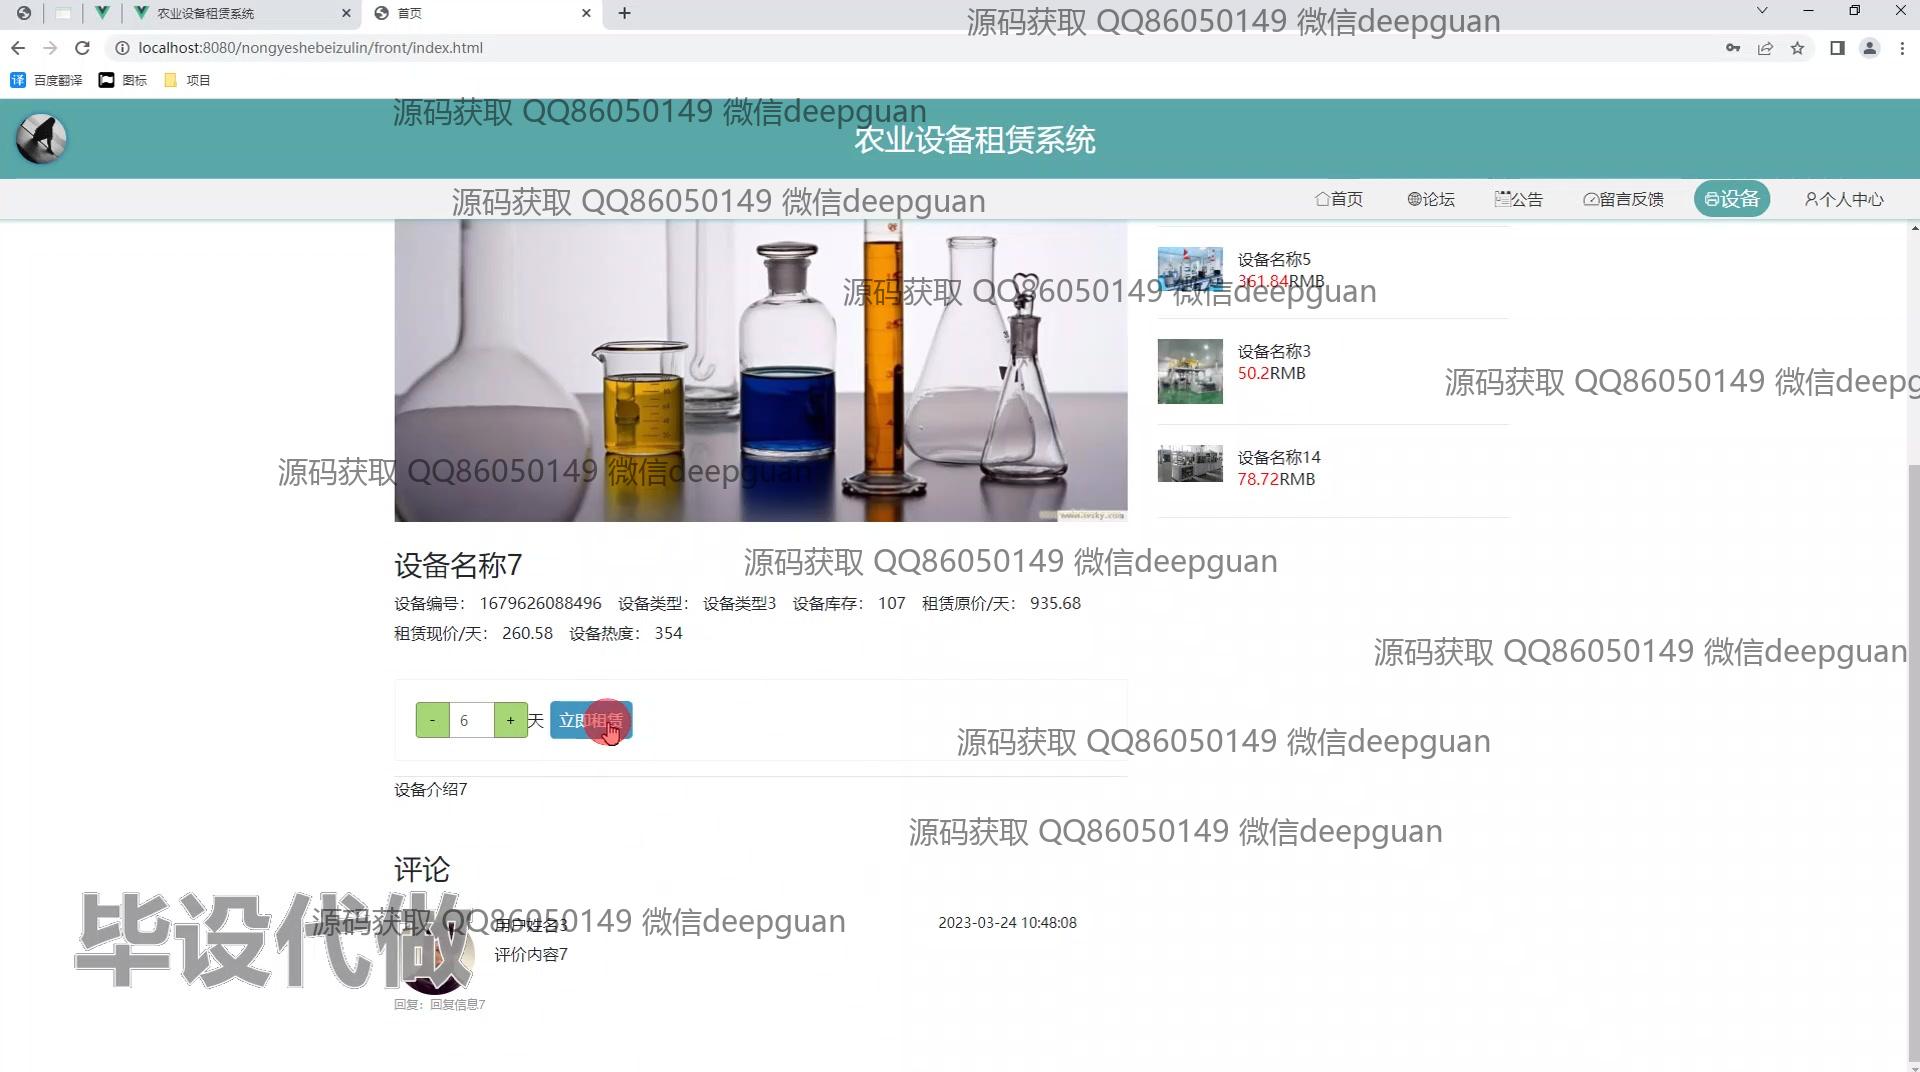 农业设备租赁系统
首页
源码获取 QQ86050149 微信deepguan
localhost:8080/nongyeshebeizulin/front/index.html
译 百度翻译 图标 项目
源码获取 QQ86050149 微信deepguan
农业设备租赁系统
源码获取 QQ86050149 微信deepguan
首页 论坛 公告 留言反馈 设备 个人中心
设备名称5
361.84RMB
源码获取 QQ86050149 微信deepguan
设备名称3
50.2RMB
源码获取 QQ86050149 微信deepg
设备名称14
78.72RMB
源码获取 QQ86050149 微信deepguan
设备名称7
源码获取 QQ86050149 微信deepguan
设备编号： 1679626088496 设备类型： 设备类型3 设备库存： 107 租赁原价/天： 935.68
租赁现价/天： 260.58 设备热度： 354
源码获取 QQ86050149 微信deepguan
- 6 + 天 立即租赁
源码获取 QQ86050149 微信deepguan
设备介绍7
源码获取 QQ86050149 微信deepguan
评论
毕设代做
源码获取 QQ86050149 微信deepguan
用户姓名3
2023-03-24 10:48:08
评价内容7
回复：回复信息7